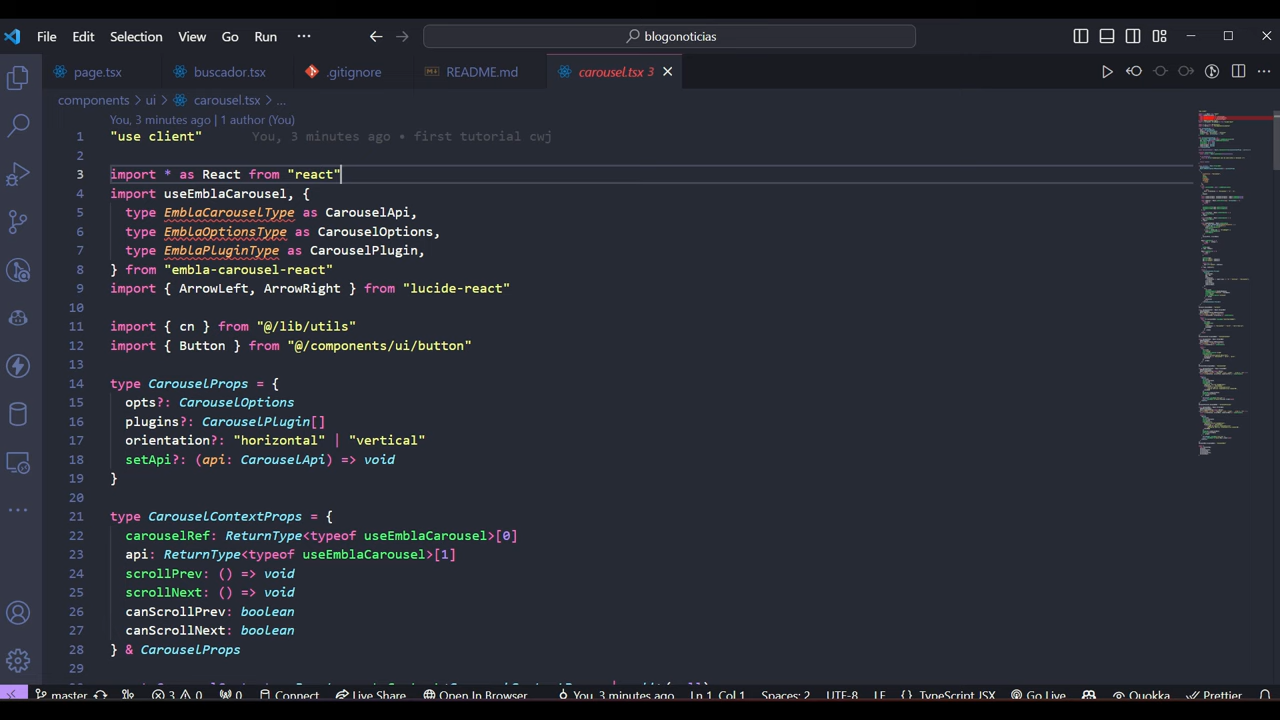 File Edit Selection View Go Run ··· blogonoticias
page.tsx buscador.tsx .gitignore README.md carousel.tsx 3
components > ui > carousel.tsx > ...
You, 3 minutes ago | 1 author (You)
1 "use client" You, 3 minutes ago • first tutorial cwj
2
3 import * as React from "react"
4 import useEmblaCarousel, {
5 type EmblaCarouselType as CarouselApi,
6 type EmblaOptionsType as CarouselOptions,
7 type EmblaPluginType as CarouselPlugin,
8 } from "embla-carousel-react"
9 import { ArrowLeft, ArrowRight } from "lucide-react"
10
11 import { cn } from "@/lib/utils"
12 import { Button } from "@/components/ui/button"
13
14 type CarouselProps = {
15 opts?: CarouselOptions
16 plugins?: CarouselPlugin[]
17 orientation?: "horizontal" | "vertical"
18 setApi?: (api: CarouselApi) => void
19 }
20
21 type CarouselContextProps = {
22 carouselRef: ReturnType<typeof useEmblaCarousel>[0]
23 api: ReturnType<typeof useEmblaCarousel>[1]
24 scrollPrev: () => void
25 scrollNext: () => void
26 canScrollPrev: boolean
27 canScrollNext: boolean
28 } & CarouselProps
29
master 3 0 0 Connect Live Share Open In Browser You, 3 minutes ago Ln 1, Col 1 Spaces: 2 UTF-8 LF {} TypeScript JSX Go Live Quokka Prettier